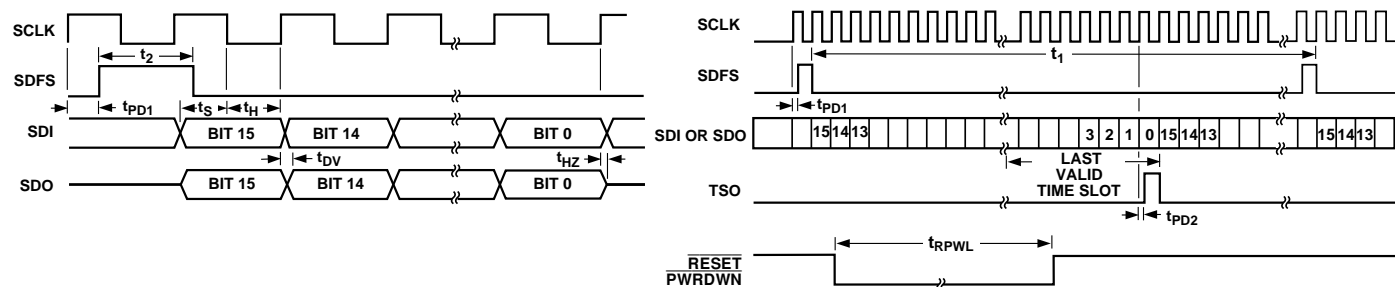 SCLK
t2
SDFS
tPD1
tS
tH
SDI
BIT 15
BIT 14
BIT 0
tDV
tHZ
SDO
BIT 15
BIT 14
BIT 0
SCLK
t1
SDFS
tPD1
SDI OR SDO
15 14 13
3 2 1 0 15 14 13
15 14 13
LAST
VALID
TIME SLOT
TSO
tPD2
tRPWL
RESET
PWRDWN